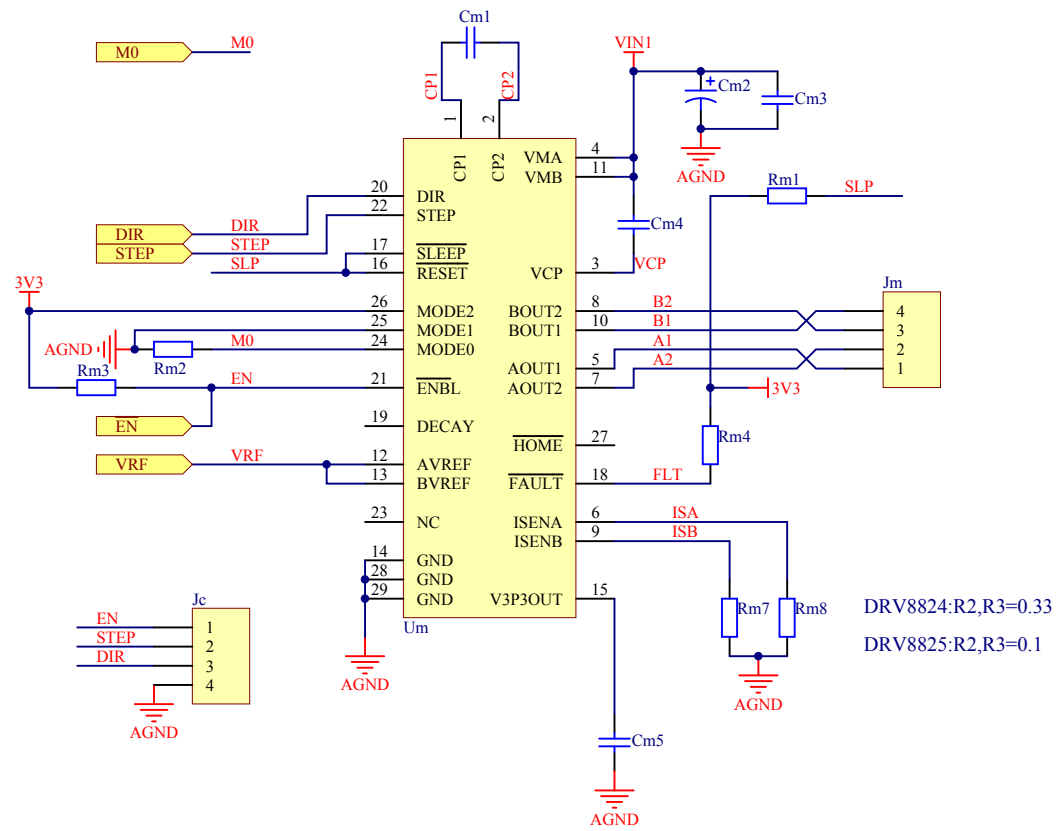 Cm1
M0 M0
VIN1
CP1 CP2
Cm2
Cm3
1 2
AGND
CP1 CP2
VMA 4
VMB 11
Rm1 SLP
20 DIR
22 STEP
Cm4
DIR DIR
STEP STEP
17 SLEEP
SLP 16 RESET
VCP 3 VCP
3V3
Jm
26 MODE2
BOUT2 8 B2 4
25 MODE1
BOUT1 10 B1 3
AGND Rm2 M0 24 MODE0
A1 2
AOUT1 5
A2 1
Rm3 EN 21 ENBL
AOUT2 7
3V3
EN
19 DECAY
Rm4
HOME 27
VRF VRF 12 AVREF
13 BVREF
FAULT 18 FLT
23 NC
ISENA 6 ISA
ISENB 9 ISB
14 GND
28 GND
29 GND
V3P3OUT 15
Rm7 Rm8
DRV8824:R2,R3=0.33
DRV8825:R2,R3=0.1
Um
Jc
EN 1
STEP 2
DIR 3
4
AGND
AGND
AGND
Cm5
AGND